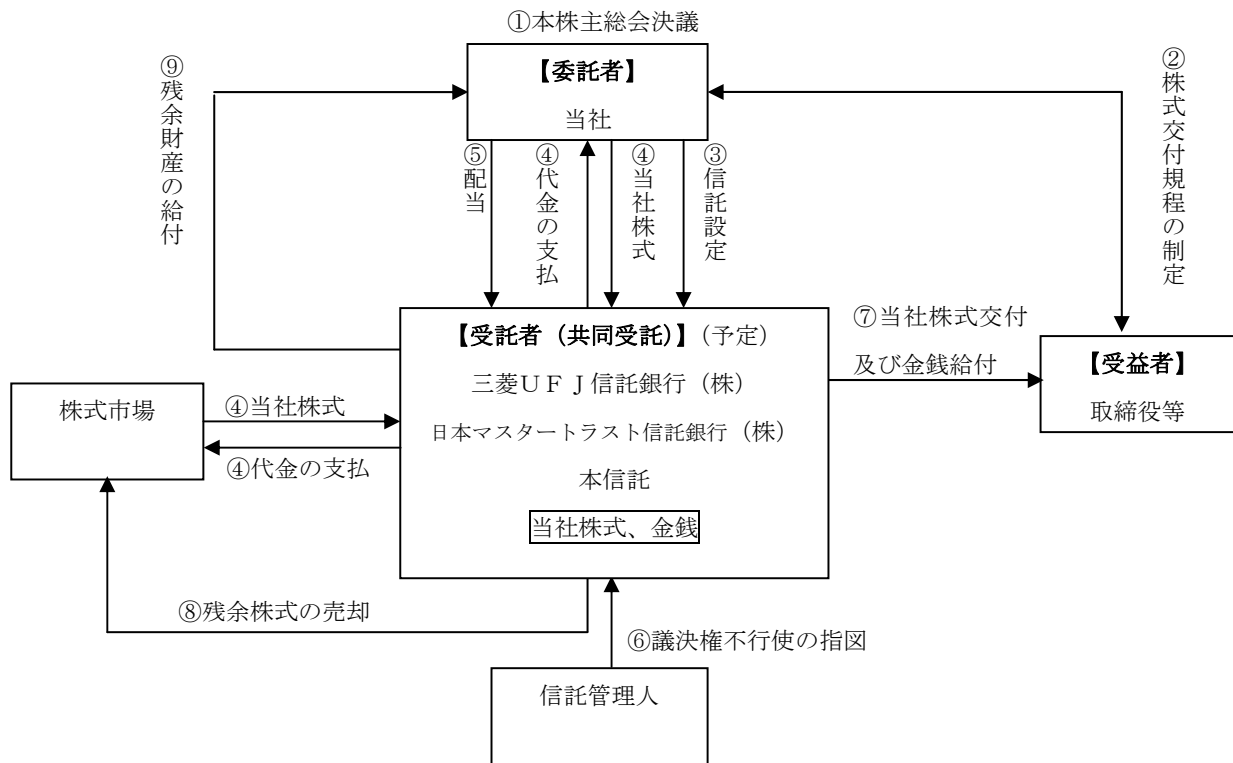 ①本株主総会決議
【委託者】
当社
⑨残余財産の給付
②株式交付規程の制定
⑤配当
④代金の支払
④当社株式
③信託設定
【受託者（共同受託）】（予定）
三菱ＵＦＪ信託銀行（株）
日本マスタートラスト信託銀行（株）
本信託
当社株式、金銭
⑦当社株式交付
及び金銭給付
【受益者】
取締役等
株式市場
④当社株式
④代金の支払
⑧残余株式の売却
⑥議決権不行使の指図
信託管理人